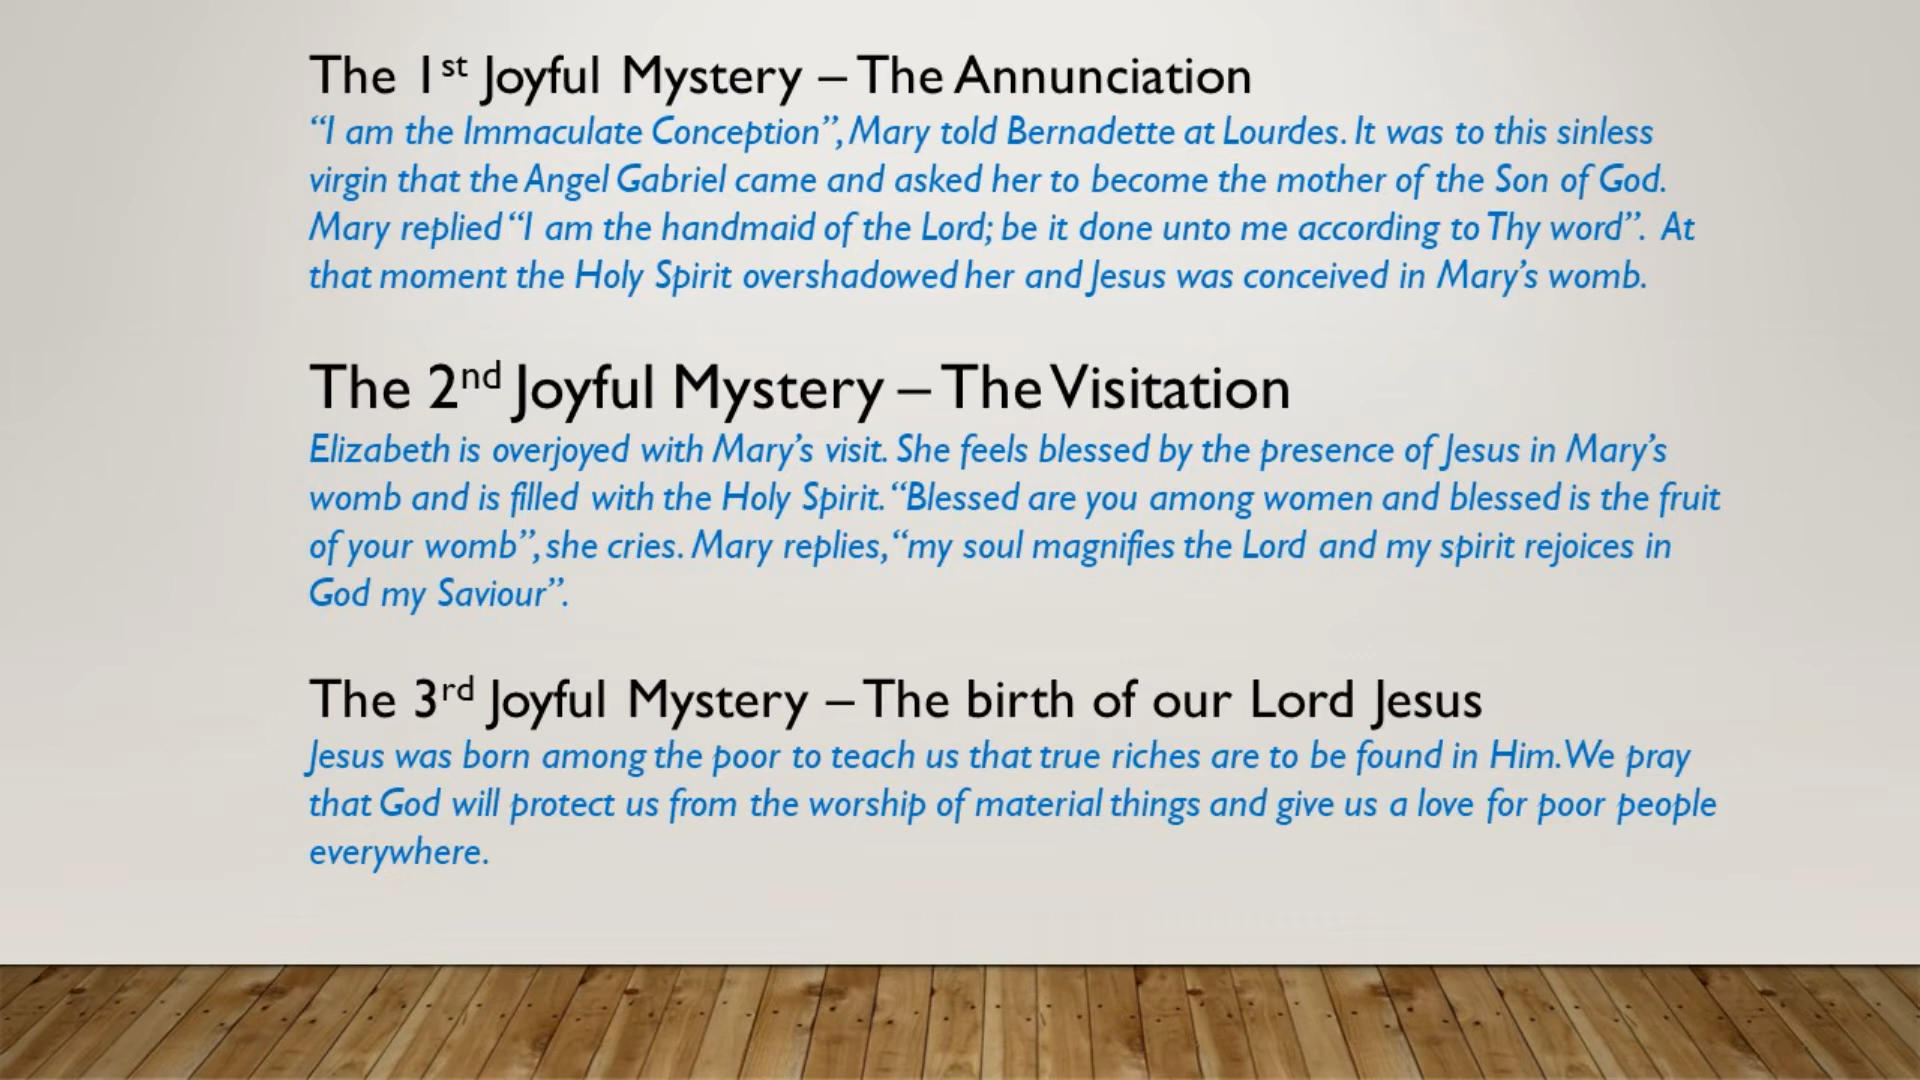 The 1st Joyful Mystery – The Annunciation
“I am the Immaculate Conception”, Mary told Bernadette at Lourdes. It was to this sinless
virgin that the Angel Gabriel came and asked her to become the mother of the Son of God.
Mary replied “I am the handmaid of the Lord; be it done unto me according to Thy word”. At
that moment the Holy Spirit overshadowed her and Jesus was conceived in Mary’s womb.
The 2nd Joyful Mystery – The Visitation
Elizabeth is overjoyed with Mary’s visit. She feels blessed by the presence of Jesus in Mary’s
womb and is filled with the Holy Spirit. “Blessed are you among women and blessed is the fruit
of your womb”, she cries. Mary replies, “my soul magnifies the Lord and my spirit rejoices in
God my Saviour”.
The 3rd Joyful Mystery – The birth of our Lord Jesus
Jesus was born among the poor to teach us that true riches are to be found in Him. We pray
that God will protect us from the worship of material things and give us a love for poor people
everywhere.